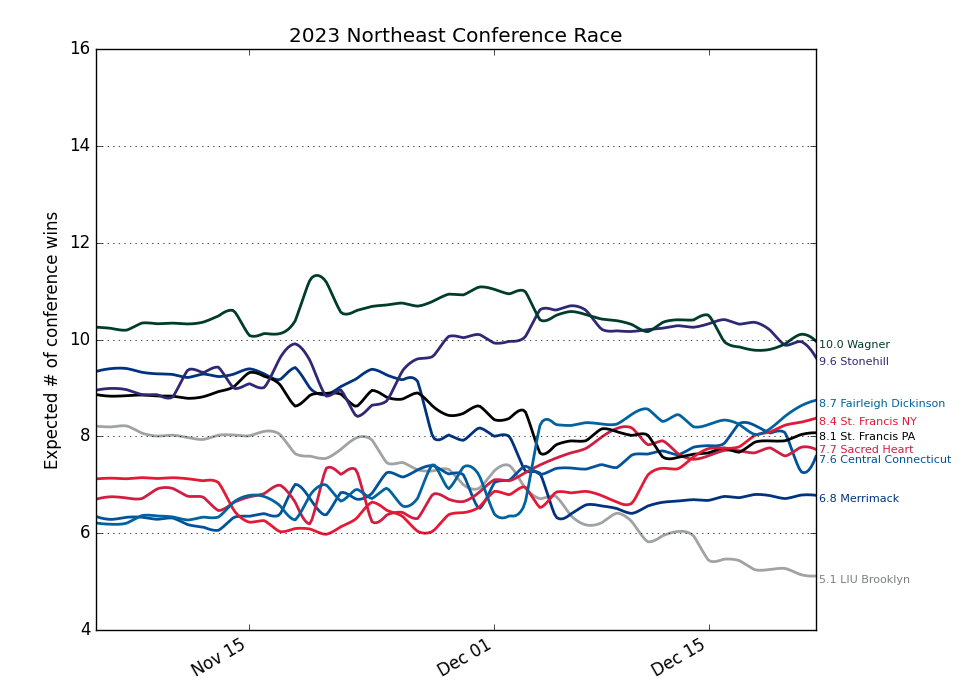 2023 Northeast Conference Race
Expected # of conference wins
16
14
12
10
8
6
4
Nov 15
Dec 01
Dec 15
10.0 Wagner
9.6 Stonehill
8.7 Fairleigh Dickinson
8.4 St. Francis NY
8.1 St. Francis PA
7.7 Sacred Heart
7.6 Central Connecticut
6.8 Merrimack
5.1 LIU Brooklyn